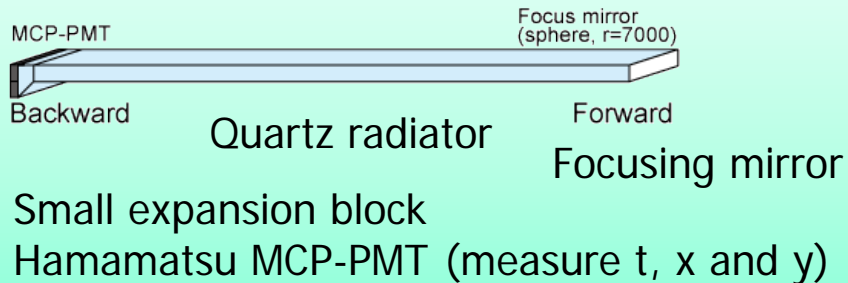 MCP-PMT
Focus mirror
(sphere, r=7000)
Backward
Forward
Quartz radiator
Focusing mirror
Small expansion block
Hamamatsu MCP-PMT (measure t, x and y)